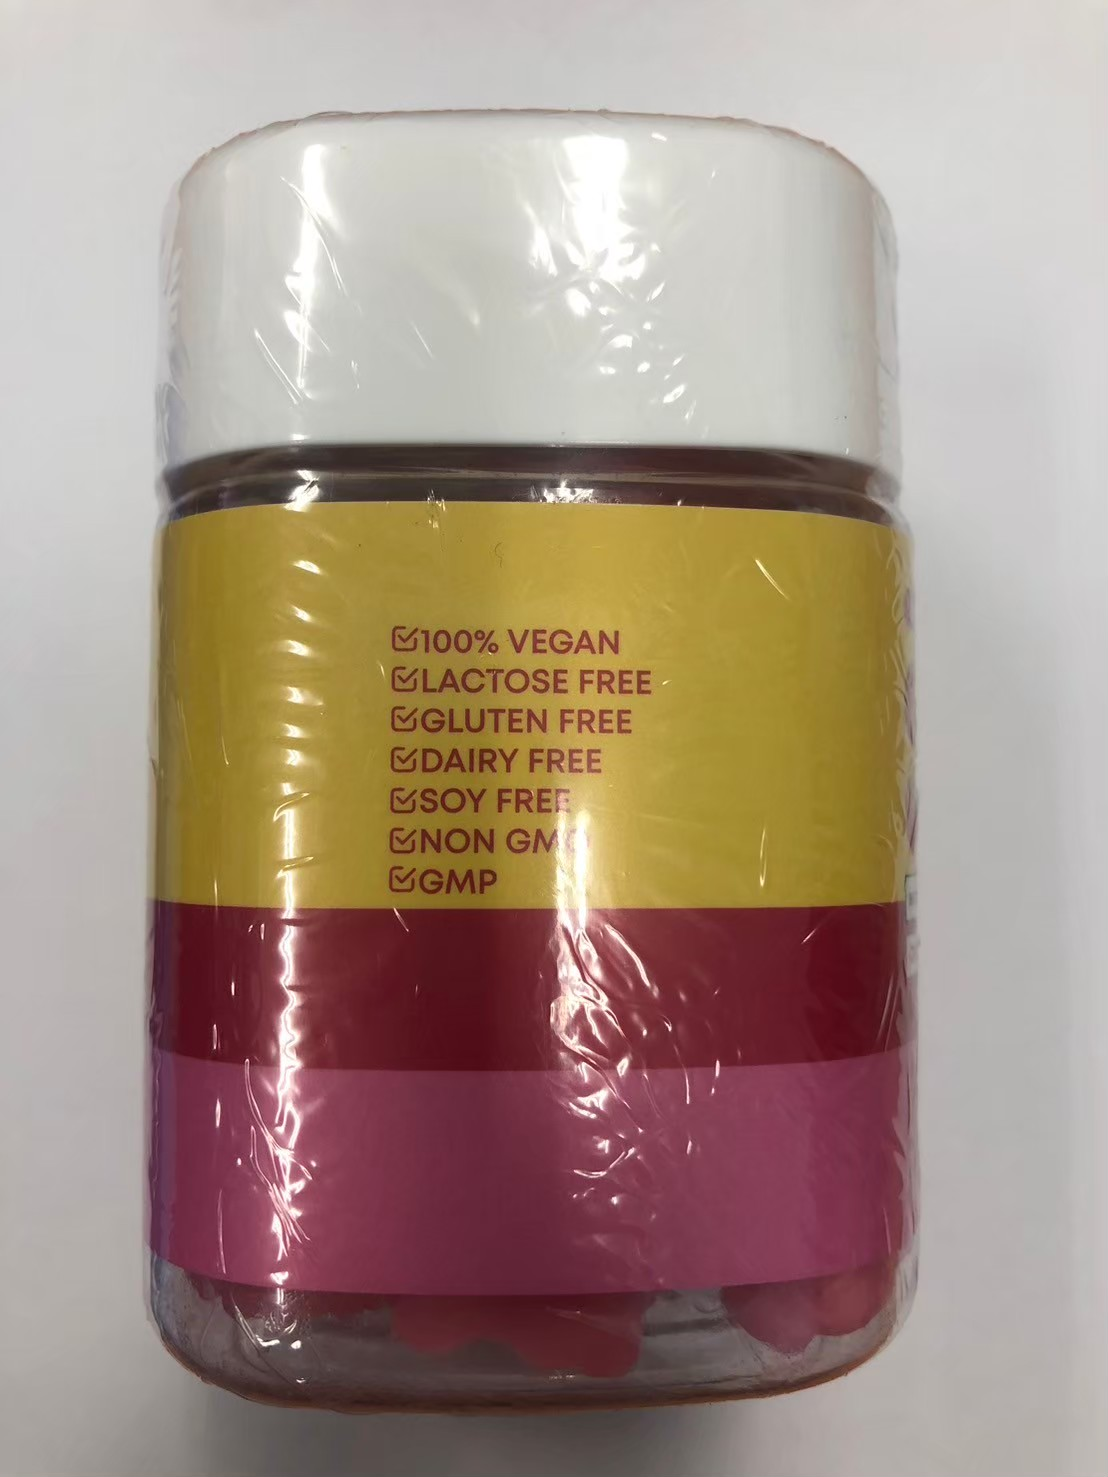 100% VEGAN
LACTOSE FREE
GLUTEN FREE
DAIRY FREE
SOY FREE
NON GMO
GMP